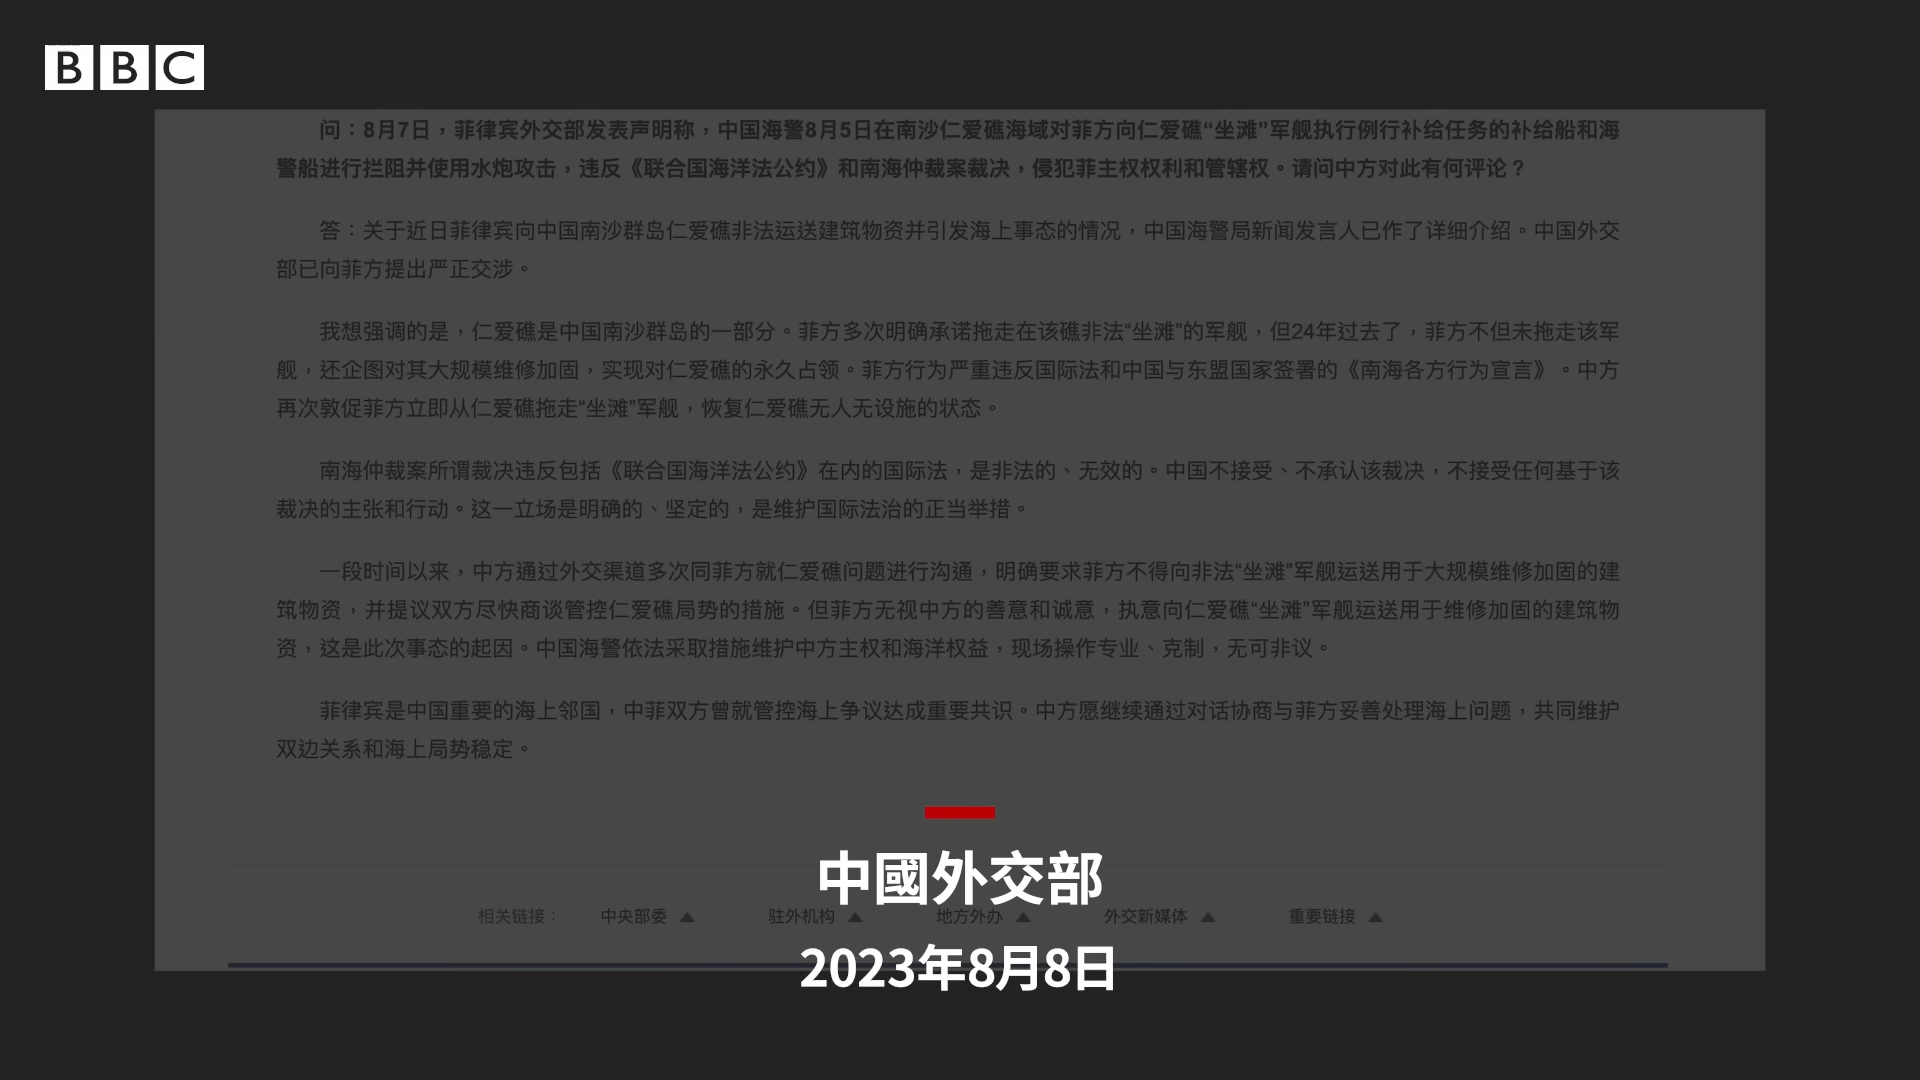 BBC
问：8月7日，菲律宾外交部发表声明称，中国海警8月5日在南沙仁爱礁海域对菲方向仁爱礁“坐滩”军舰执行例行补给任务的补给船和海
警船进行拦阻并使用水炮攻击，违反《联合国海洋法公约》和南海仲裁案裁决，侵犯菲主权权利和管辖权。请问中方对此有何评论？
答：关于近日菲律宾向中国南沙群岛仁爱礁非法运送建筑物资并引发海上事态的情况，中国海警局新闻发言人已作了详细介绍。中国外交
部已向菲方提出严正交涉。
我想强调的是，仁爱礁是中国南沙群岛的一部分。菲方多次明确承诺拖走在该礁非法“坐滩”的军舰，但24年过去了，菲方不但未拖走该军
舰，还企图对其大规模维修加固，实现对仁爱礁的永久占领。菲方行为严重违反国际法和中国与东盟国家签署的《南海各方行为宣言》。中方
再次敦促菲方立即从仁爱礁拖走“坐滩”军舰，恢复仁爱礁无人无设施的状态。
南海仲裁案所谓裁决违反包括《联合国海洋法公约》在内的国际法，是非法的、无效的。中国不接受、不承认该裁决，不接受任何基于该
裁决的主张和行动。这一立场是明确的、坚定的，是维护国际法治的正当举措。
一段时间以来，中方通过外交渠道多次同菲方就仁爱礁问题进行沟通，明确要求菲方不得向非法“坐滩”军舰运送用于大规模维修加固的建
筑物资，并提议双方尽快商谈管控仁爱礁局势的措施。但菲方无视中方的善意和诚意，执意向仁爱礁“坐滩”军舰运送用于维修加固的建筑物
资，这是此次事态的起因。中国海警依法采取措施维护中方主权和海洋权益，现场操作专业、克制，无可非议。
菲律宾是中国重要的海上邻国，中菲双方曾就管控海上争议达成重要共识。中方愿继续通过对话协商与菲方妥善处理海上问题，共同维护
双边关系和海上局势稳定。
中國外交部
相关链接： 中央部委 ▲ 驻外机构 ▲ 地方外办 ▲ 外交新媒体 ▲ 重要链接 ▲
2023年8月8日